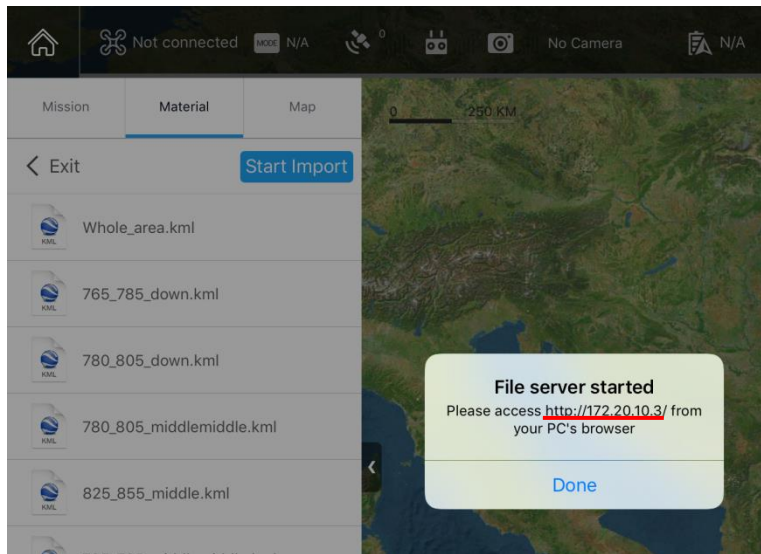 Not connected MODE N/A 0 No Camera N/A
Mission Material Map
0 250 KM
Exit Start Import
Whole_area.kml
KML
765_785_down.kml
KML
780_805_down.kml
KML
780_805_middlemiddle.kml
KML
825_855_middle.kml
KML
File server started
Please access http://172.20.10.3/ from
your PC's browser
Done